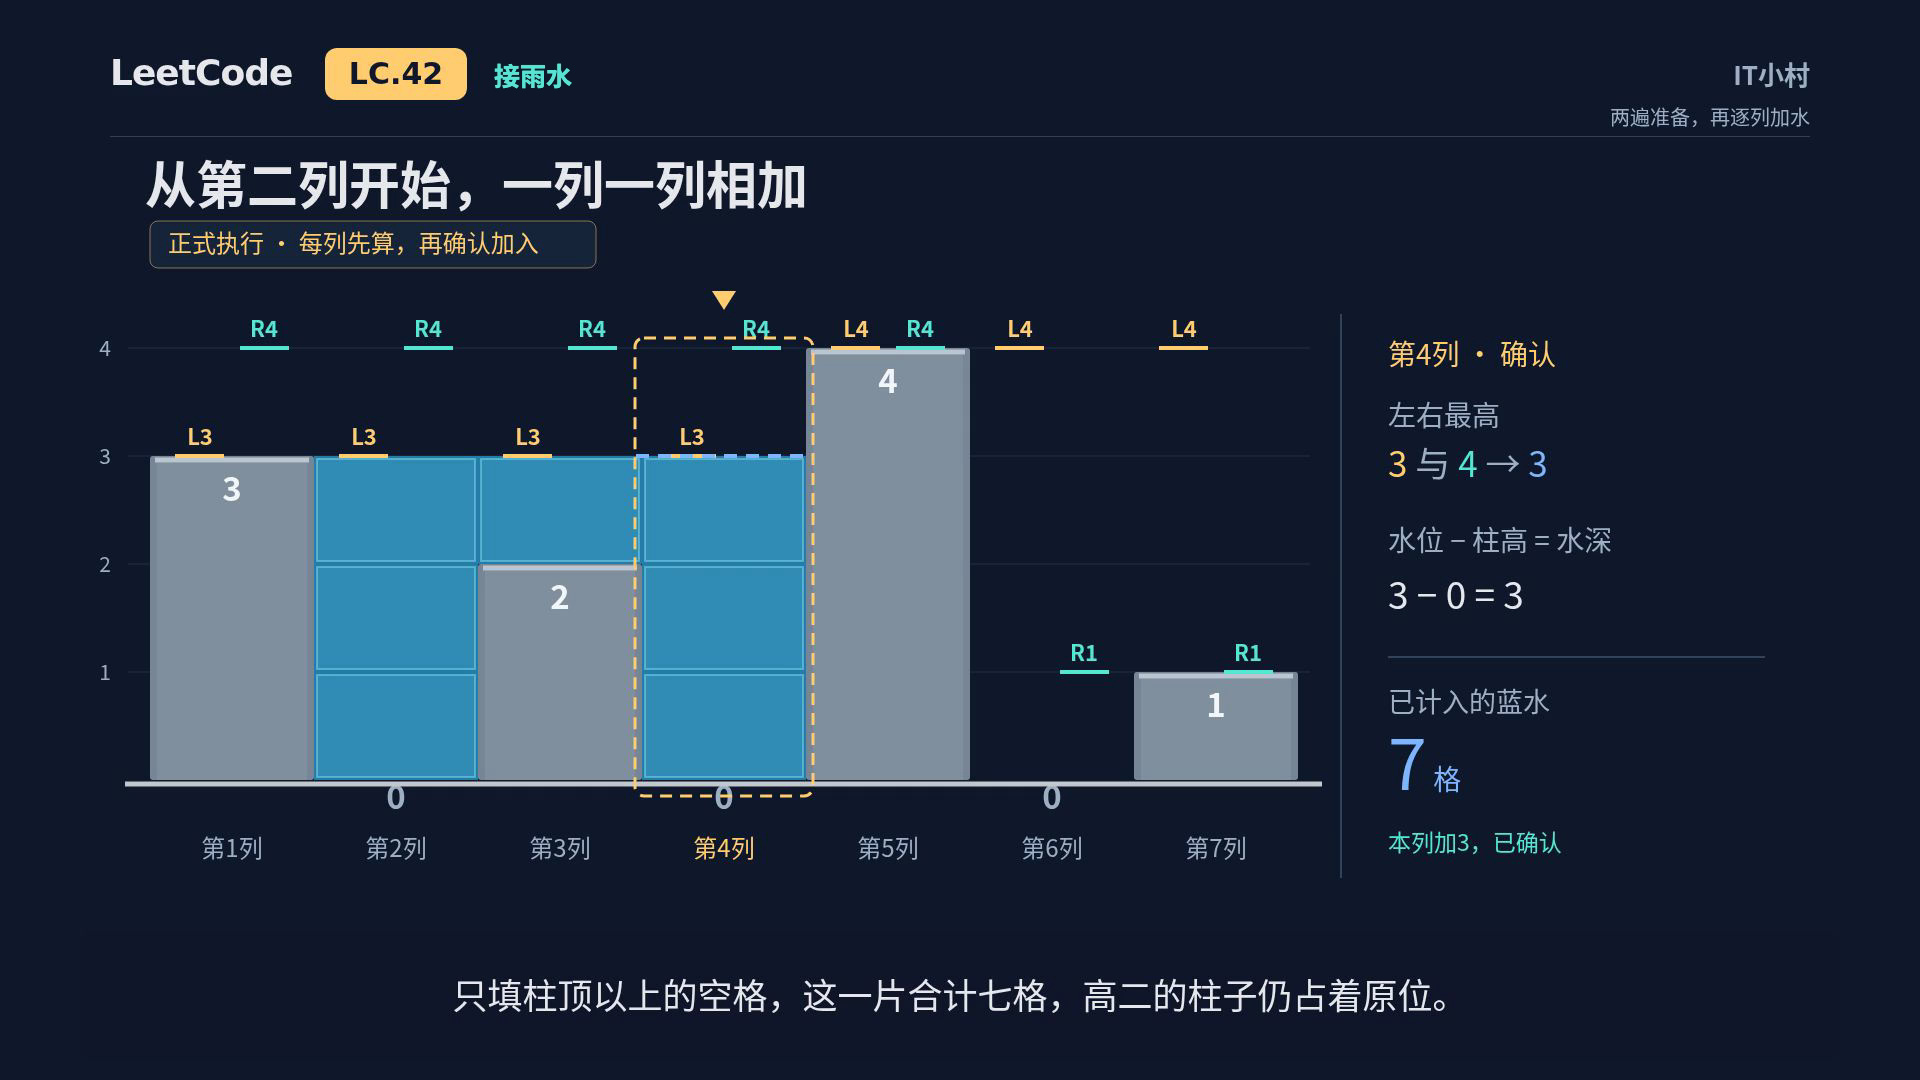 LeetCode LC.42 接雨水
IT小村
两遍准备，再逐列加水
从第二列开始，一列一列相加
正式执行 · 每列先算，再确认加入
R4 R4 R4 R4 L4 R4 L4 L4
4
4
L3 L3 L3 L3
3
3
2
2
R1 R1
1
1
0 0 0
第1列 第2列 第3列 第4列 第5列 第6列 第7列
第4列 · 确认
左右最高
3 与 4 → 3
水位 − 柱高 = 水深
3 − 0 = 3
已计入的蓝水
7 格
本列加3，已确认
只填柱顶以上的空格，这一片合计七格，高二的柱子仍占着原位。